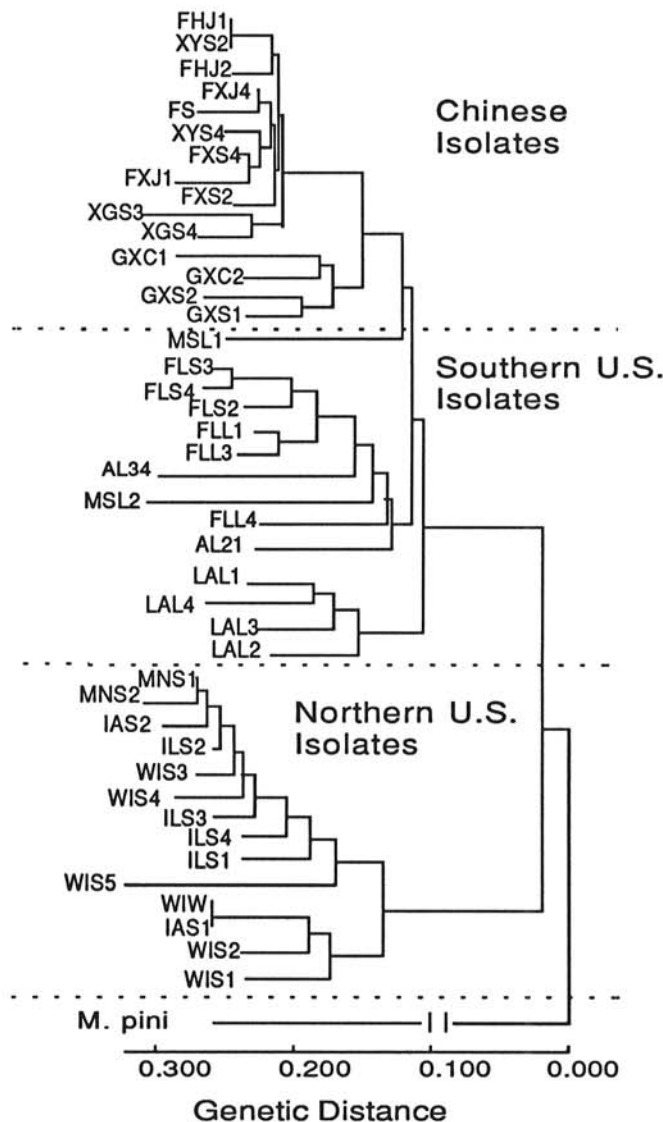 FHJ1
XYS2
FHJ2
FXJ4
FS
XYS4
FXS4
FXJ1
FXS2
XGS3
XGS4
GXC1
GXC2
GXS2
GXS1
Chinese
Isolates
MSL1
FLS3
FLS4
FLS2
FLL1
FLL3
AL34
MSL2
FLL4
AL21
LAL1
LAL4
LAL3
LAL2
Southern U.S.
Isolates
MNS1
MNS2
IAS2
ILS2
WIS3
WIS4
ILS3
ILS4
ILS1
WIS5
WIW
IAS1
WIS2
WIS1
Northern U.S.
Isolates
M. pini
0.300 0.200 0.100 0.000
Genetic Distance